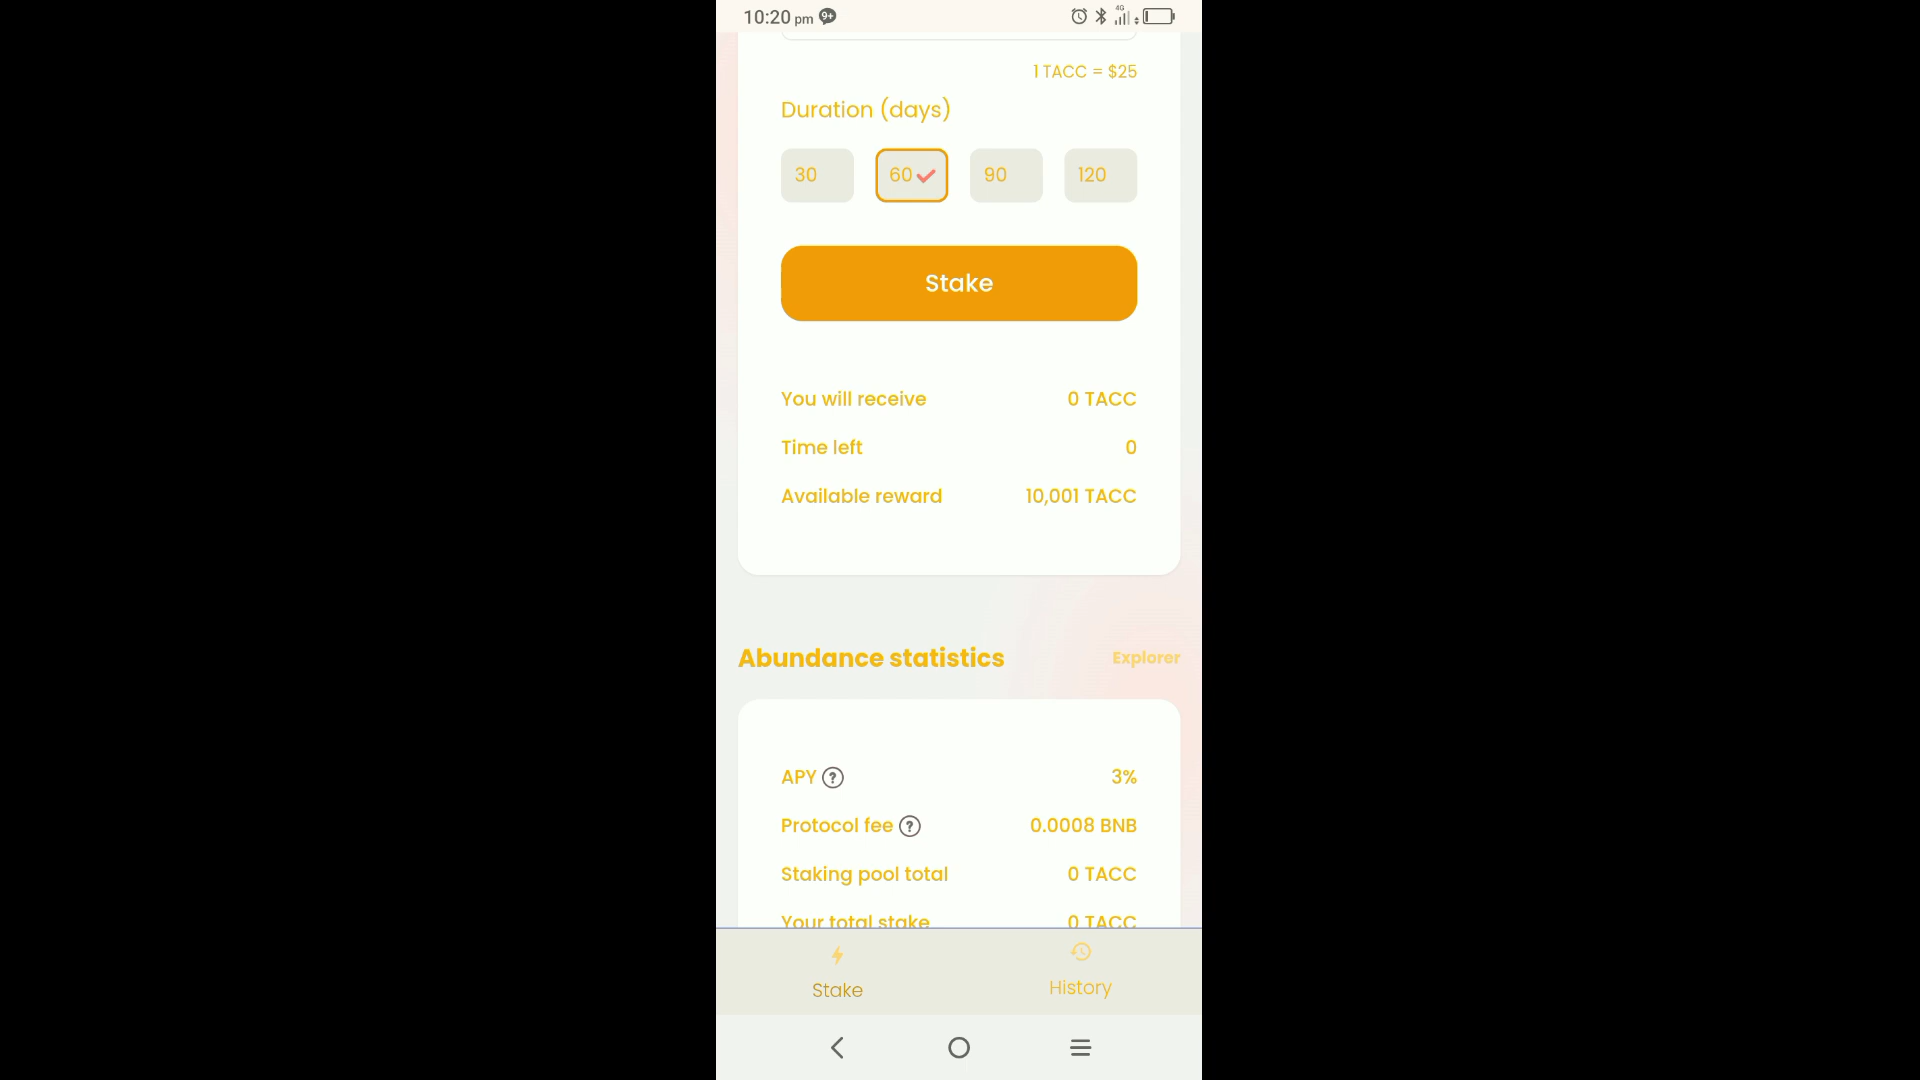 10:20 pm 9+ 4G
1 TACC = $25
Duration (days)
30 60 90 120
Stake
You will receive 0 TACC
Time left 0
Available reward 10,001 TACC
Abundance statistics Explorer
APY ? 3%
Protocol fee ? 0.0008 BNB
Staking pool total 0 TACC
Your total stake 0 TACC
Stake History